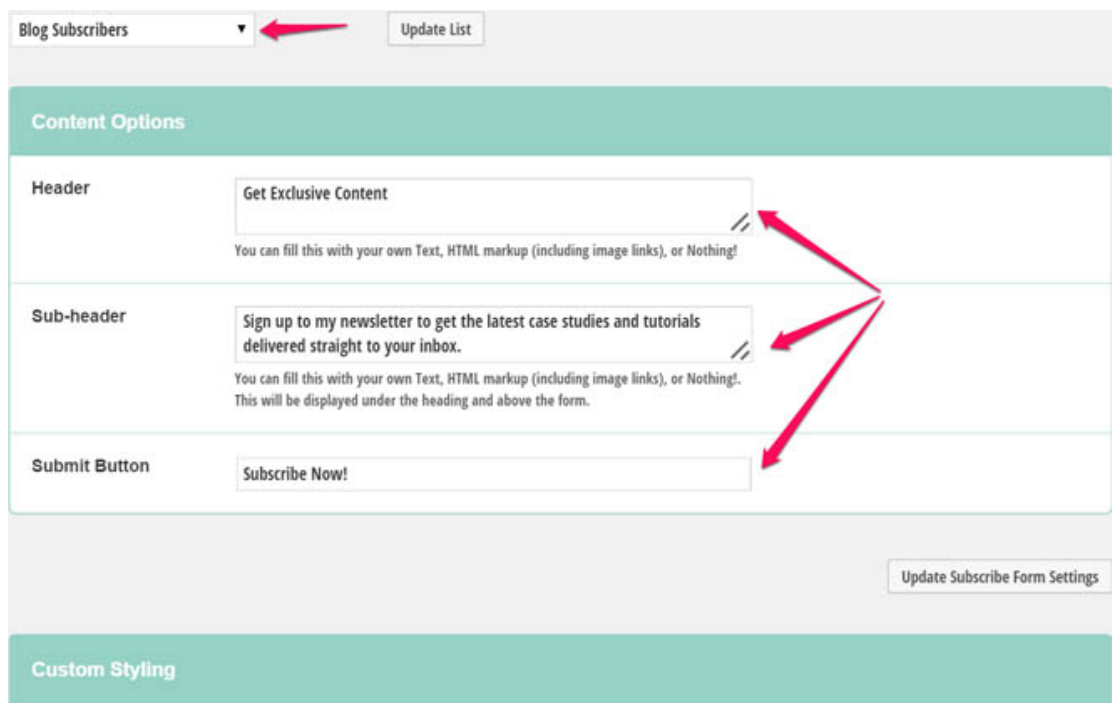 Blog Subscribers
Update List
Content Options
Header
Get Exclusive Content
You can fill this with your own Text, HTML markup (including image links), or Nothing!
Sub-header
Sign up to my newsletter to get the latest case studies and tutorials
delivered straight to your inbox.
You can fill this with your own Text, HTML markup (including image links), or Nothing!.
This will be displayed under the heading and above the form.
Submit Button
Subscribe Now!
Update Subscribe Form Settings
Custom Styling